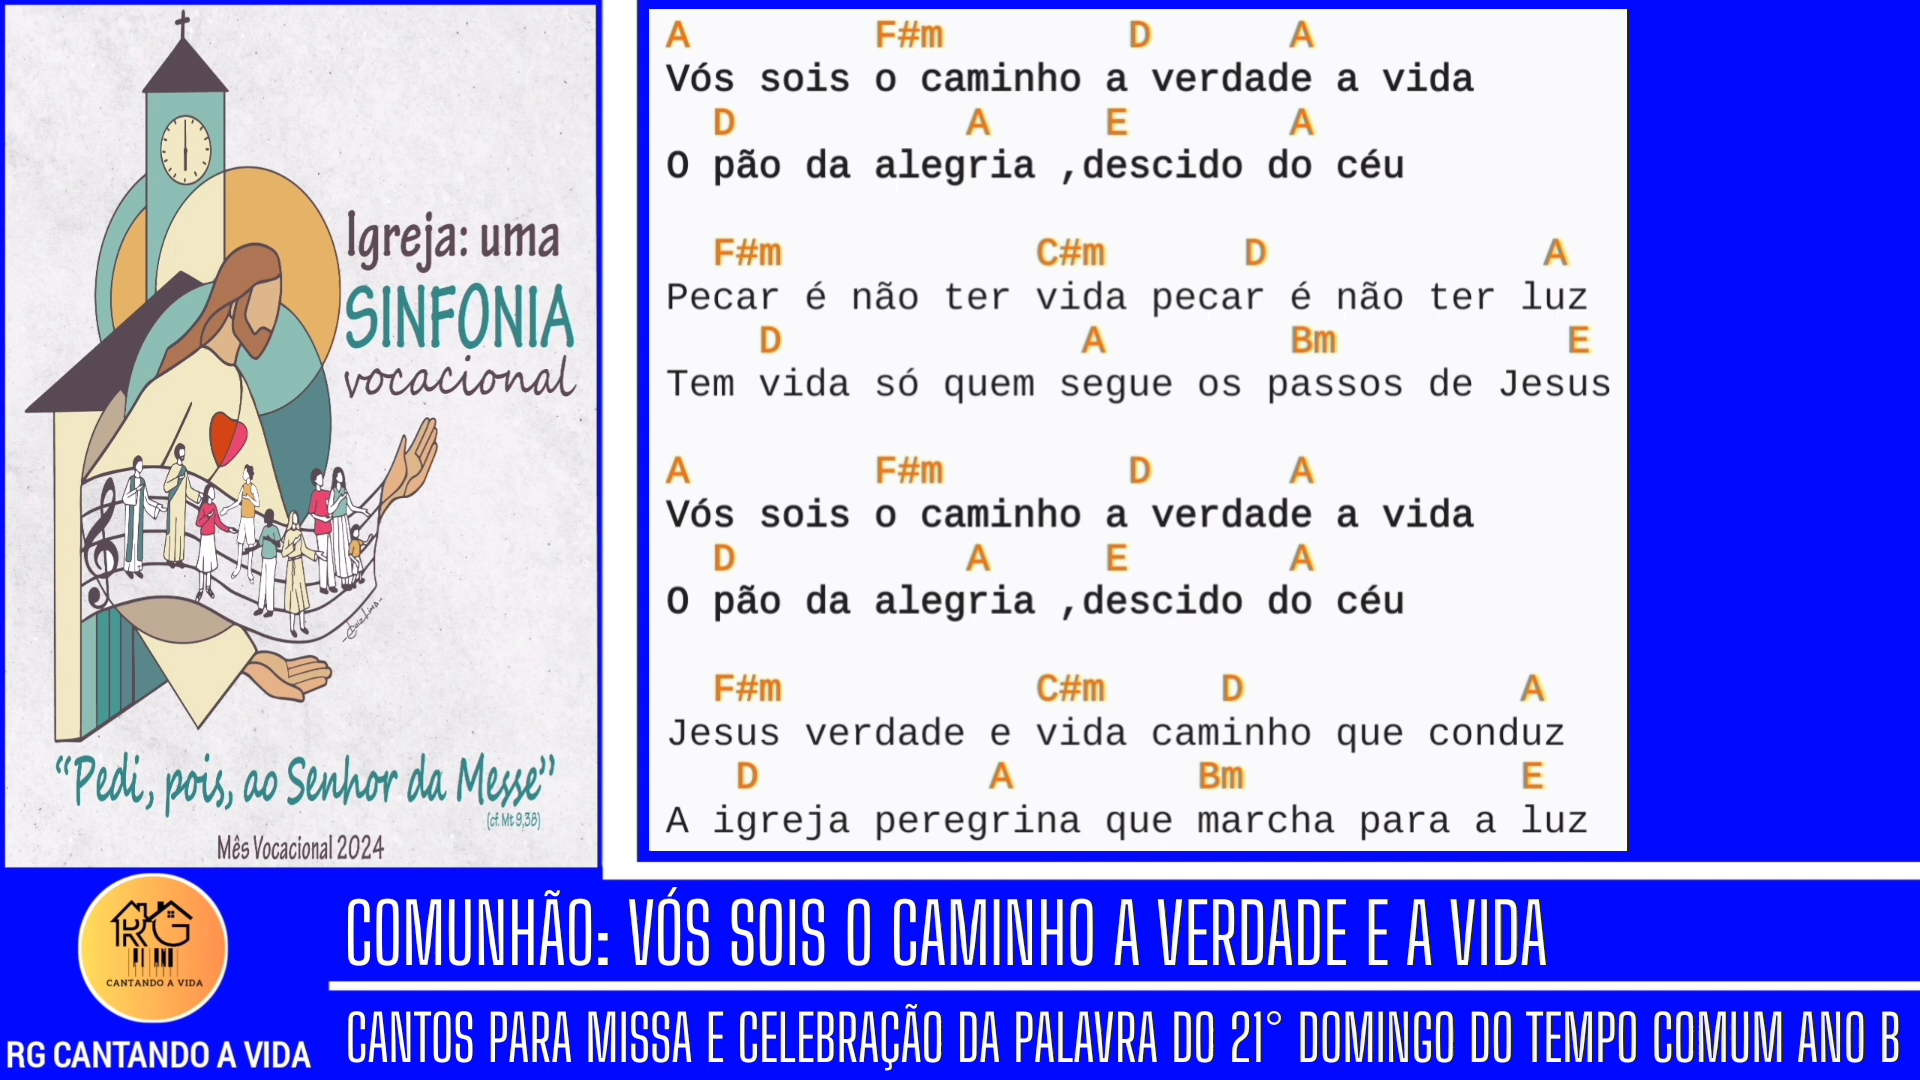 Igreja: uma
SINFONIA
vocacional
"Pedi, pois, ao Senhor da Messe"
(cf. Mt 9,38)
Mês Vocacional 2024
A F#m D A
Vós sois o caminho a verdade a vida
D A E A
O pão da alegria ,descido do céu
F#m C#m D A
Pecar é não ter vida pecar é não ter luz
D A Bm E
Tem vida só quem segue os passos de Jesus
A F#m D A
Vós sois o caminho a verdade a vida
D A E A
O pão da alegria ,descido do céu
F#m C#m D A
Jesus verdade e vida caminho que conduz
D A Bm E
A igreja peregrina que marcha para a luz
RG
CANTANDO A VIDA
RG CANTANDO A VIDA
COMUNHÃO: VÓS SOIS O CAMINHO A VERDADE E A VIDA
CANTOS PARA MISSA E CELEBRAÇÃO DA PALAVRA DO 21° DOMINGO DO TEMPO COMUM ANO B